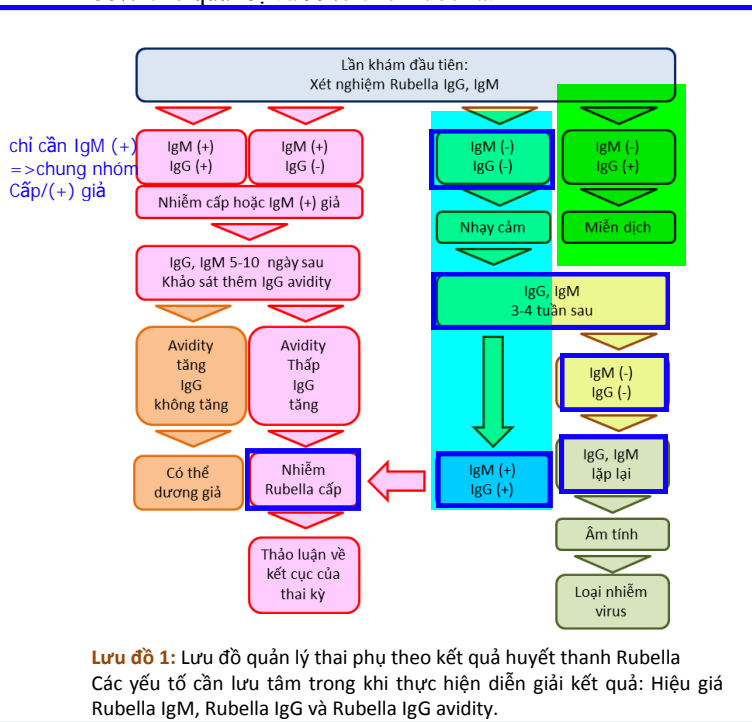 Lần khám đầu tiên:
Xét nghiệm Rubella IgG, IgM
chỉ cần IgM (+)
=>chung nhóm
Cấp/(+) giả
IgM (+)
IgG (+)
IgM (+)
IgG (-)
IgM (-)
IgG (-)
IgM (-)
IgG (+)
Nhiễm cấp hoặc IgM (+) giả
Nhạy cảm
Miễn dịch
IgG, IgM 5-10 ngày sau
Khảo sát thêm IgG avidity
IgG, IgM
3-4 tuần sau
Avidity
tăng
IgG
không tăng
Avidity
Thấp
IgG
tăng
IgM (-)
IgG (-)
Có thể
dương giả
Nhiễm
Rubella cấp
IgM (+)
IgG (+)
IgG, IgM
lặp lại
Âm tính
Thảo luận về
kết cục của
thai kỳ
Loại nhiễm
virus
Lưu đồ 1: Lưu đồ quản lý thai phụ theo kết quả huyết thanh Rubella
Các yếu tố cần lưu tâm trong khi thực hiện diễn giải kết quả: Hiệu giá
Rubella IgM, Rubella IgG và Rubella IgG avidity.